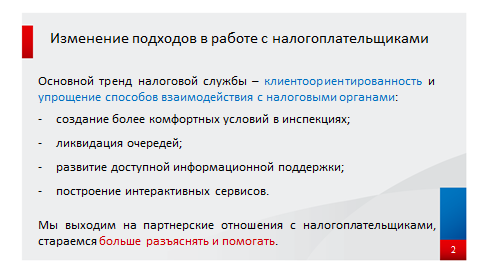 Изменение подходов в работе с налогоплательщиками
Основной тренд налоговой службы – клиентоориентированность и
упрощение способов взаимодействия с налоговыми органами:
- создание более комфортных условий в инспекциях;
- ликвидация очередей;
- развитие доступной информационной поддержки;
- построение интерактивных сервисов.
Мы выходим на партнерские отношения с налогоплательщиками,
стараемся больше разъяснять и помогать.
2